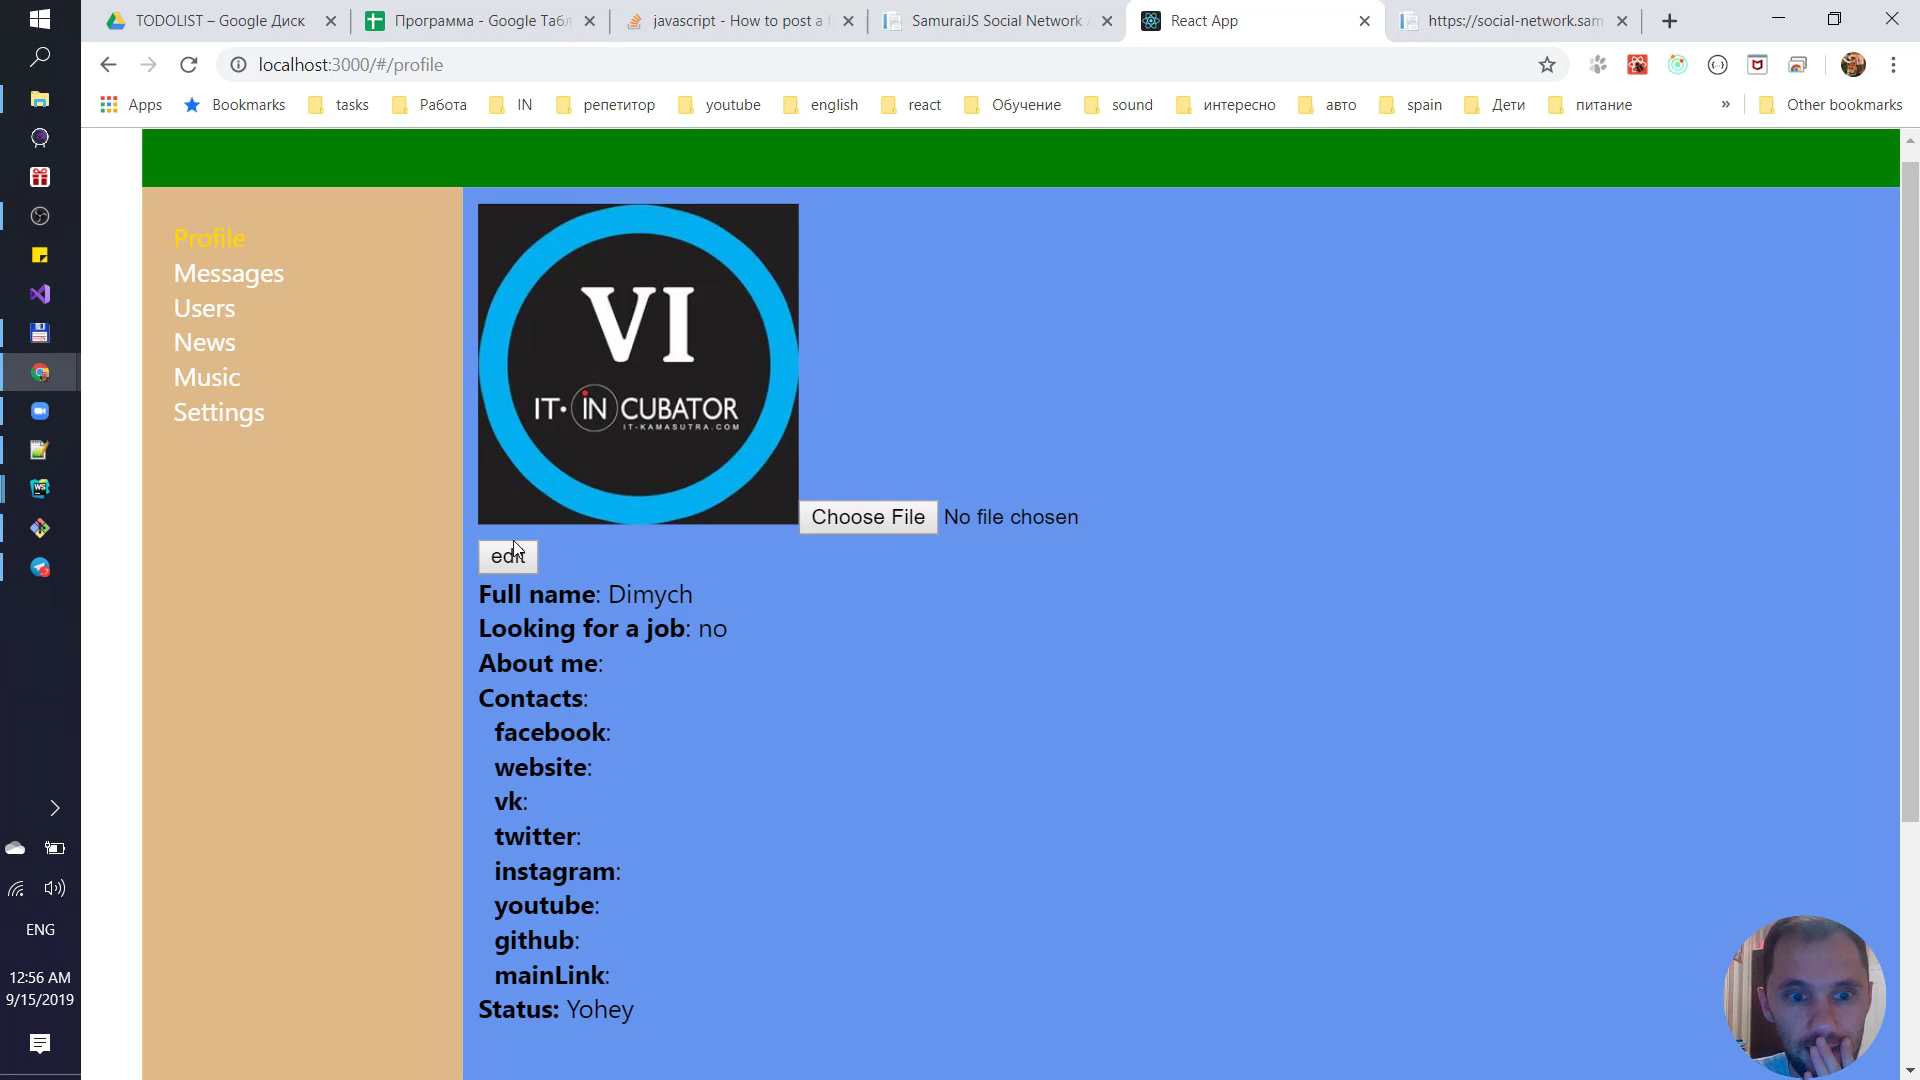 TODOLIST – Google Диск
Программа - Google Табл
javascript - How to post a f
SamuraiJS Social Network A
React App
https://social-network.sam
localhost:3000/#/profile
Apps
Bookmarks
tasks
Работа
IN
репетитор
youtube
english
react
Обучение
sound
интересно
авто
spain
Дети
питание
»
Other bookmarks
Profile
Messages
Users
News
Music
Settings
VI
IT· IN CUBATOR
IT-KAMASUTRA.COM
Choose File No file chosen
edit
Full name: Dimych
Looking for a job: no
About me:
Contacts:
facebook:
website:
vk:
twitter:
instagram:
youtube:
github:
mainLink:
Status: Yohey
WS
ENG
12:56 AM
9/15/2019